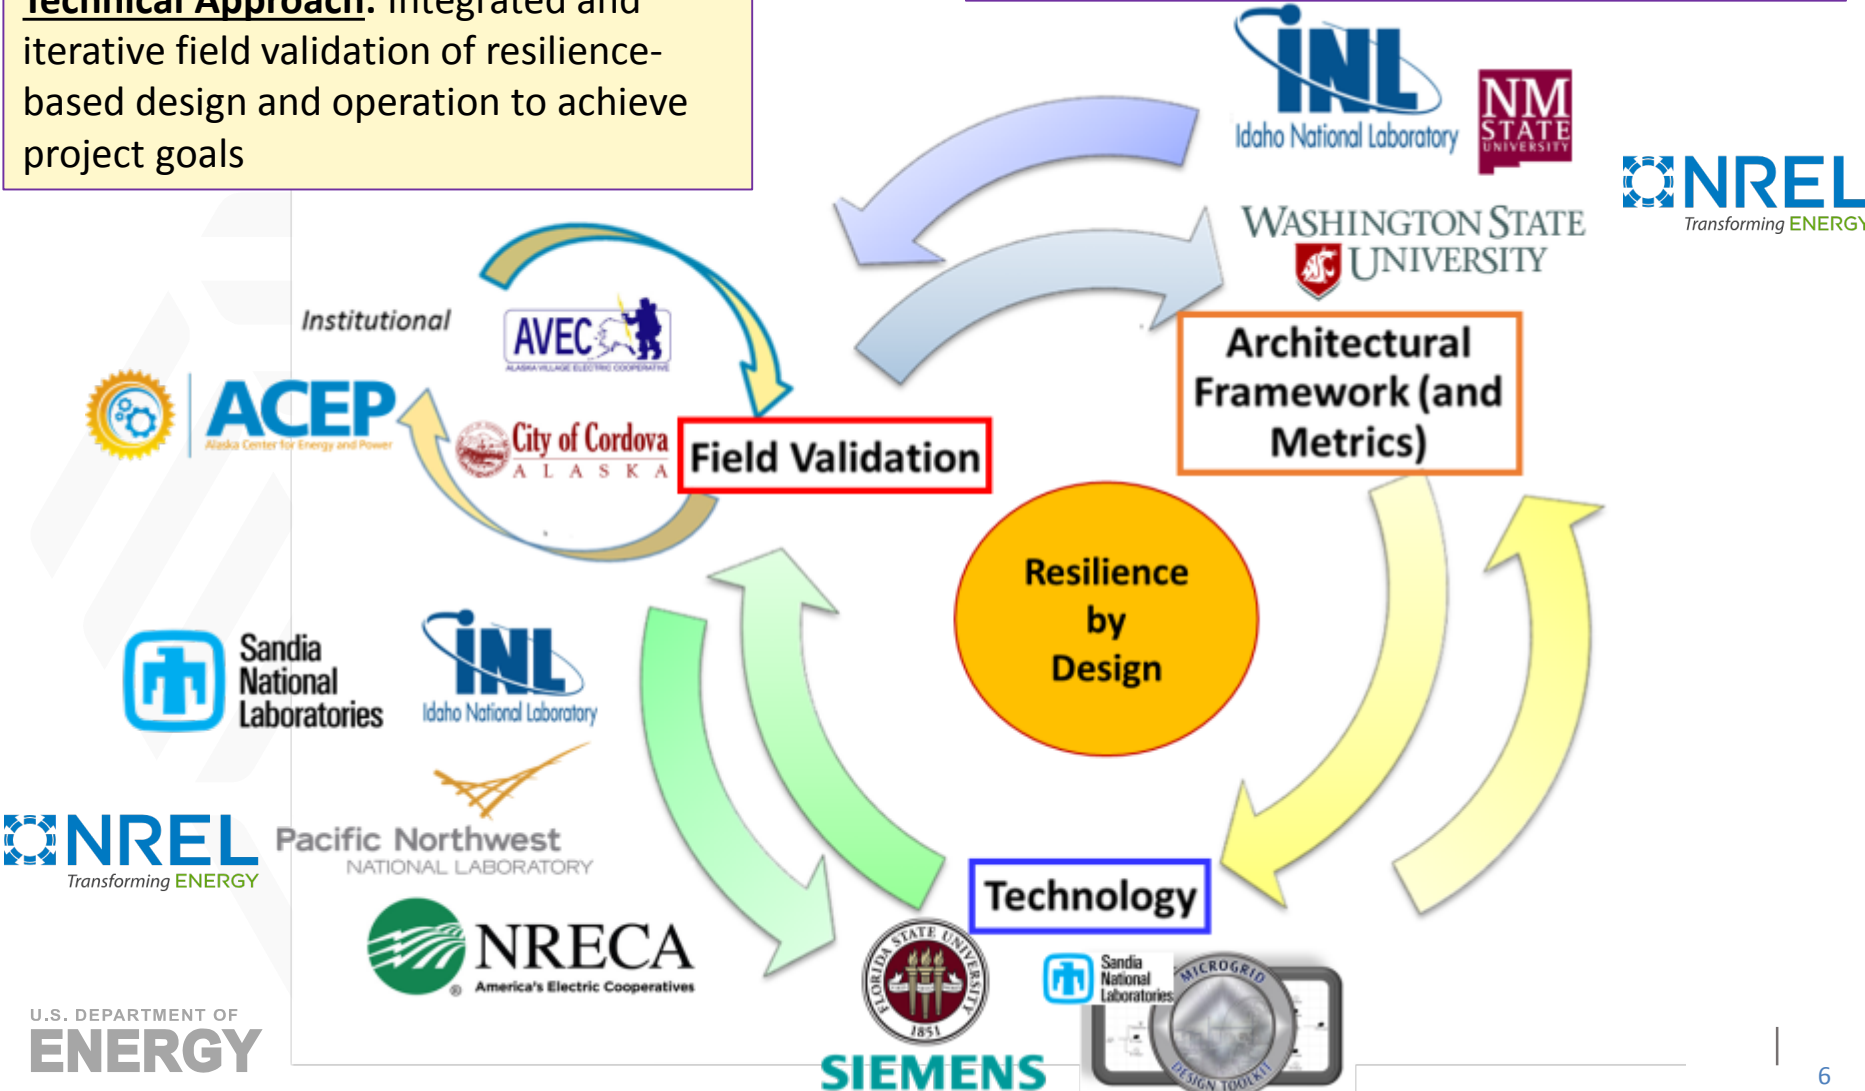 Technical Approach: Integrated and
iterative field validation of resilience-
based design and operation to achieve
project goals
INL
Idaho National Laboratory
NM
STATE
UNIVERSITY
NREL
Transforming ENERGY
WASHINGTON STATE
UNIVERSITY
Institutional
AVEC
ALASKA VILLAGE ELECTRIC COOPERATIVE
ACEP
Alaska Center for Energy and Power
City of Cordova
ALASKA
Field Validation
Architectural
Framework (and
Metrics)
Resilience
by
Design
Sandia
National
Laboratories
INL
Idaho National Laboratory
Pacific Northwest
NATIONAL LABORATORY
NREL
Transforming ENERGY
NRECA
America's Electric Cooperatives
Technology
FLORIDA STATE UNIVERSITY
1851
SIEMENS
Sandia
National
Laboratories
MICROGRID
DESIGN TOOLKIT
U.S. DEPARTMENT OF
ENERGY
6